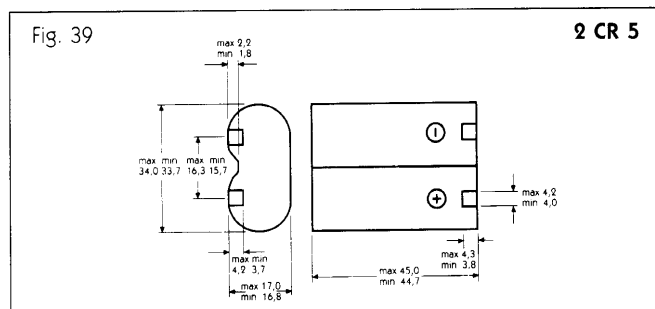 Fig. 39
2 CR 5
max 2,2
min 1,8
max min
34,0 33,7
max min
16,3 15,7
−
+
max 4,2
min 4,0
max min
4,2 3,7
max 4,3
min 3,8
max 17,0
min 16,8
max 45,0
min 44,7